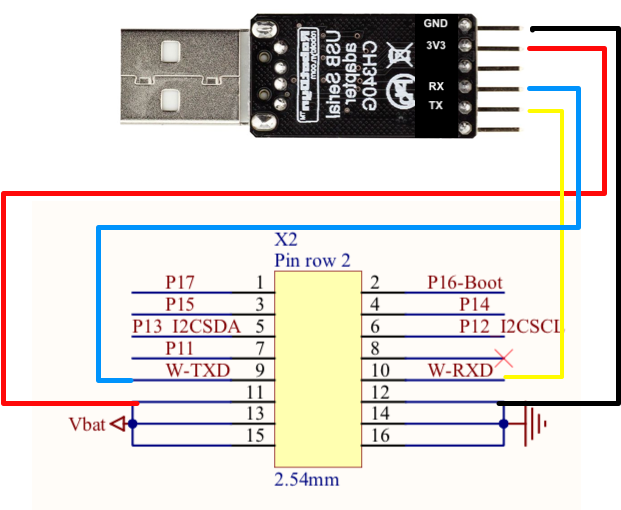 GND
3V3
RX
TX
CH340G
adapter
USB Serial
X2
Pin row 2
P17 1 2 P16-Boot
P15 3 4 P14
P13 I2CSDA 5 6 P12 I2CSCL
P11 7 8
W-TXD 9 10 W-RXD
11 12
Vbat 13 14
15 16
2.54mm